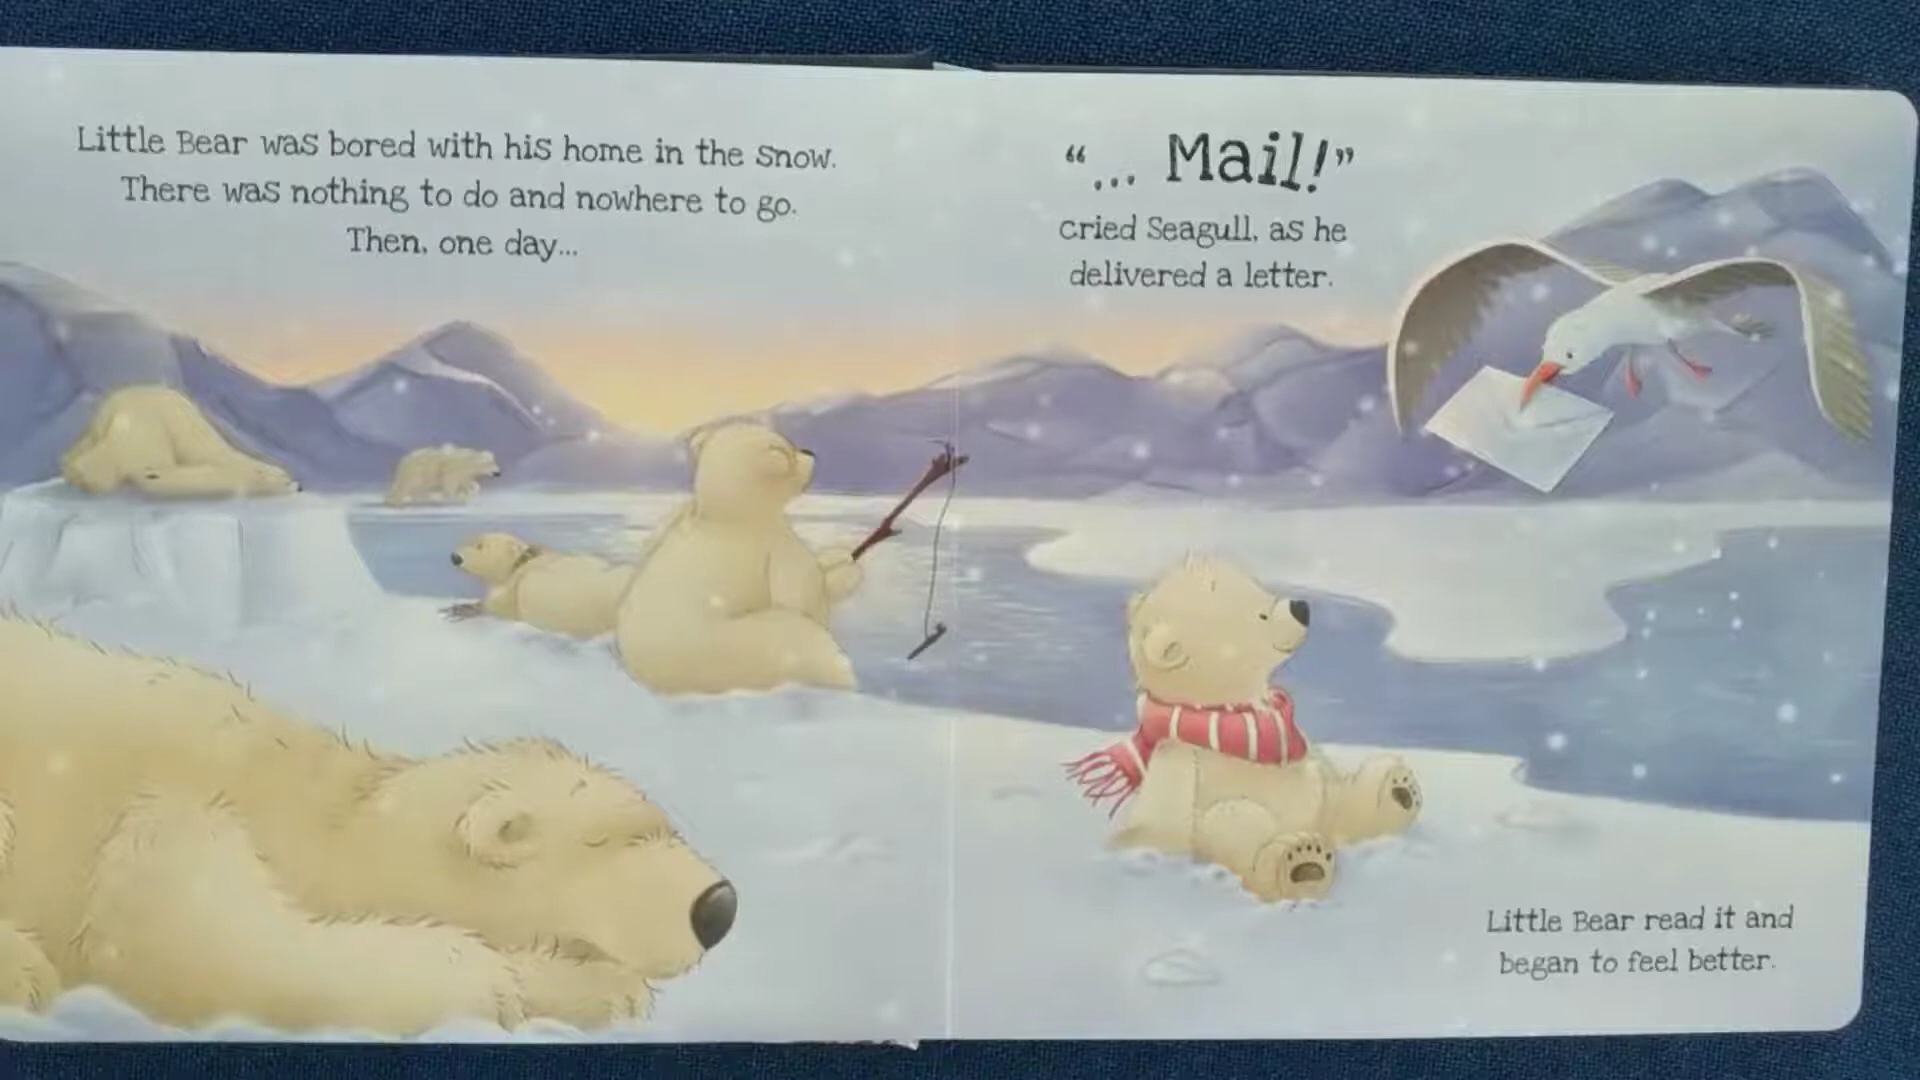 Little Bear was bored with his home in the snow.
There was nothing to do and nowhere to go.
Then, one day...
“... Mail!”
cried Seagull, as he
delivered a letter.
Little Bear read it and
began to feel better.